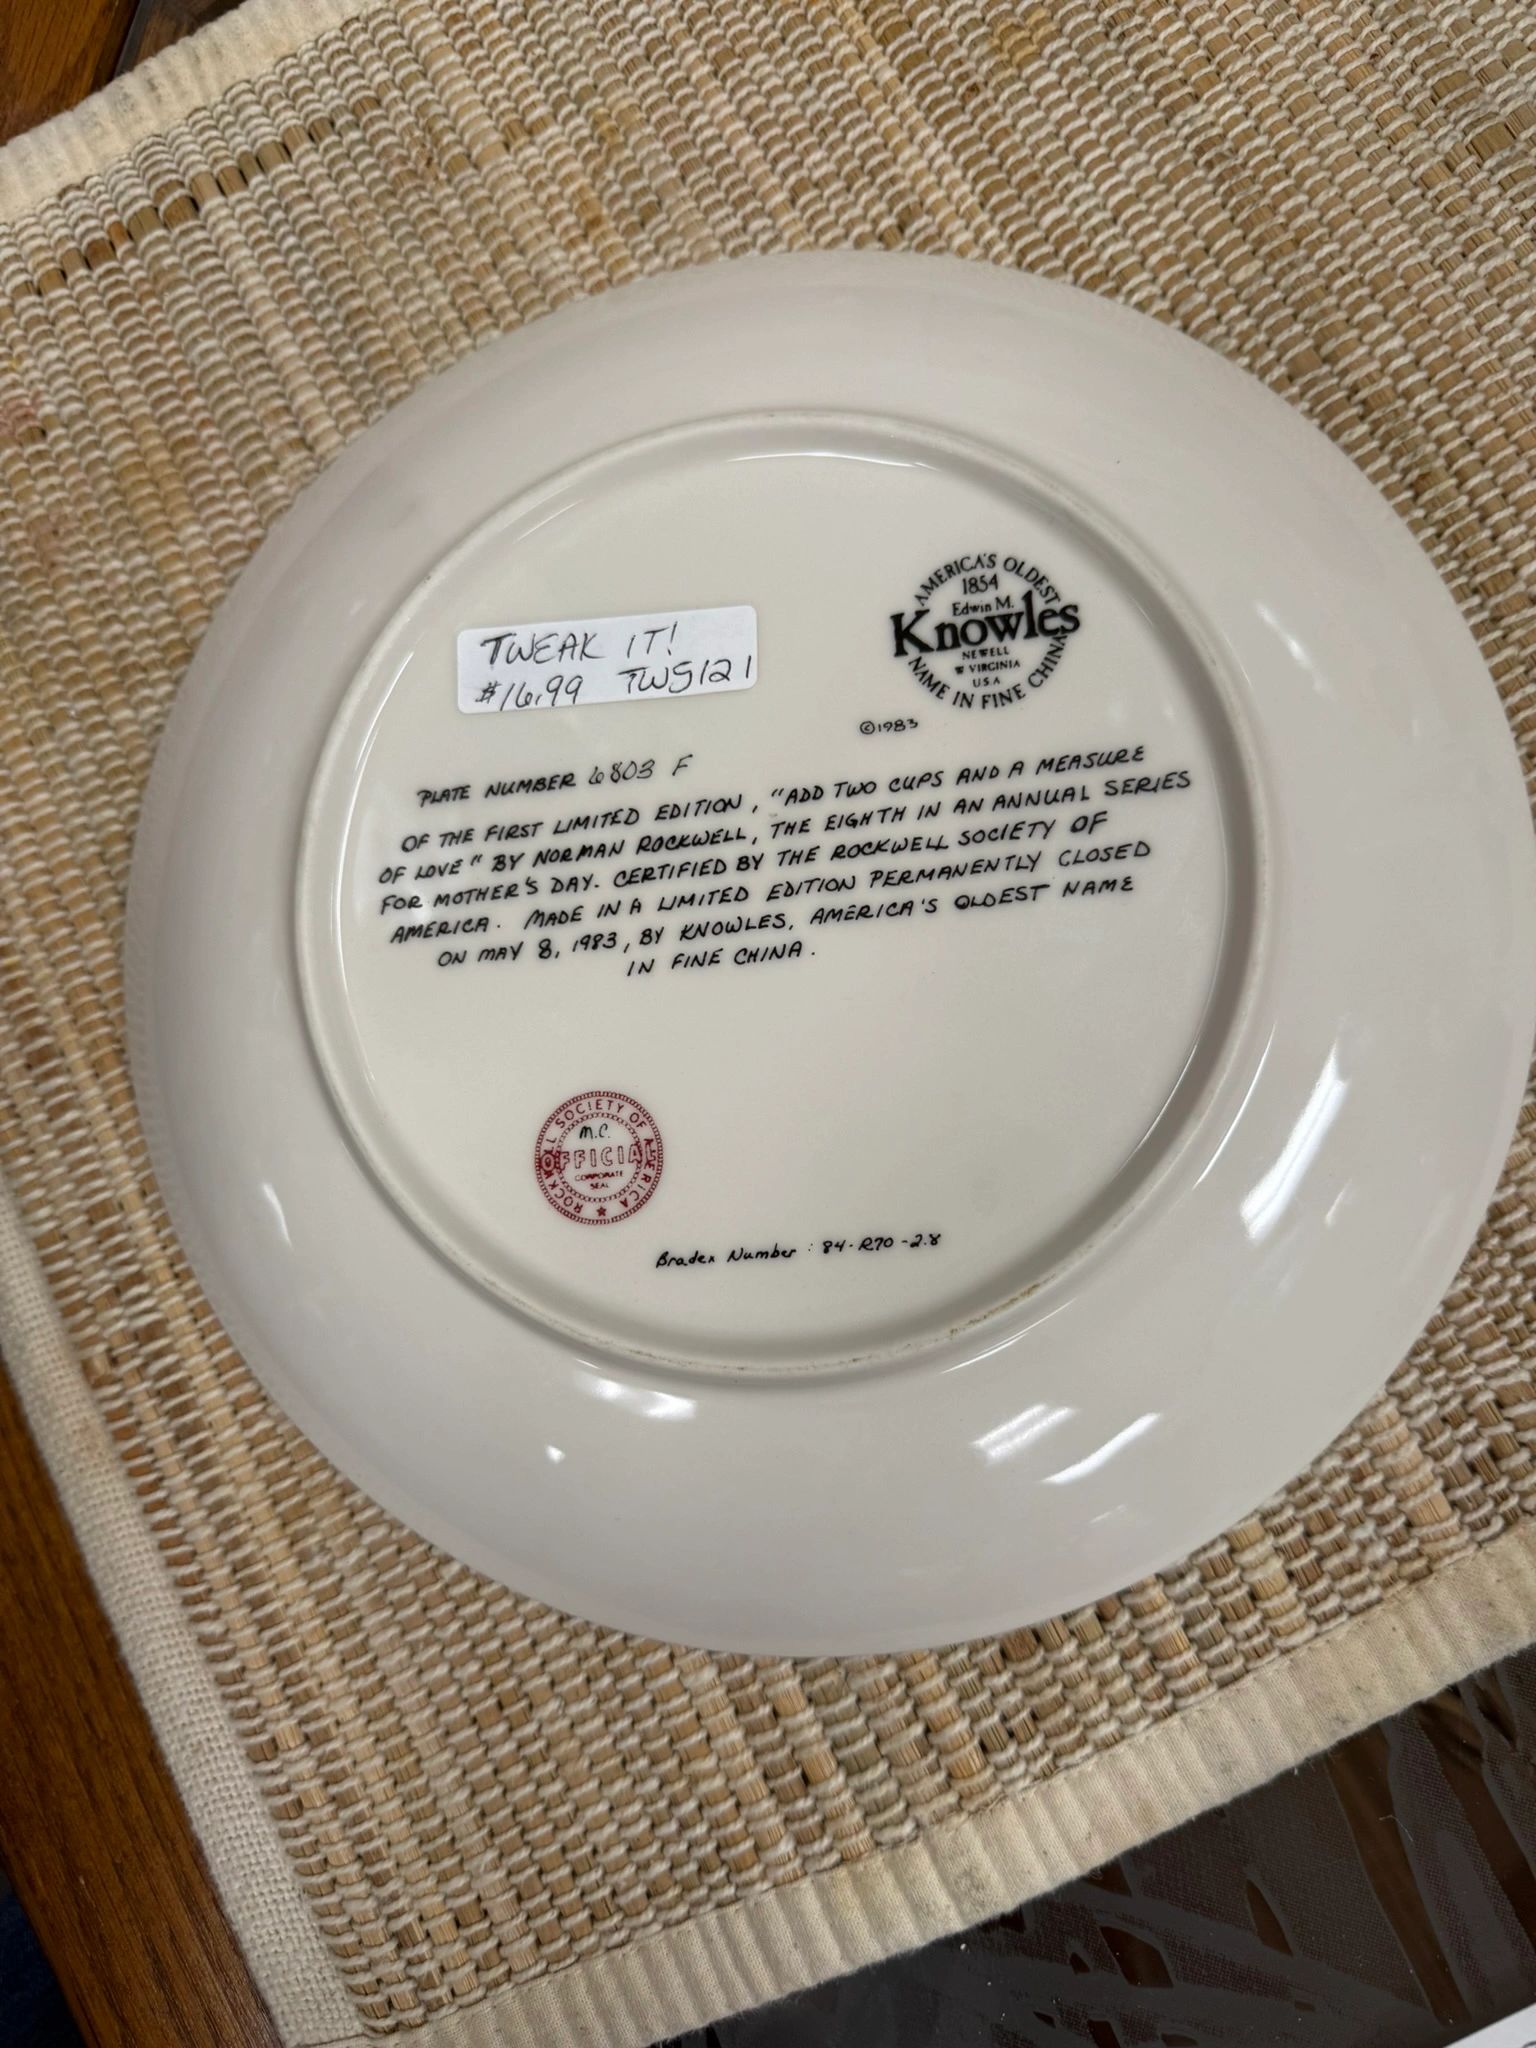 TWEAK IT!
$16.99 TW5121
AMERICA'S OLDEST
1854
Edwin M.
Knowles
NEWELL
W VIRGINIA
U.S.A
NAME IN FINE CHINA
©1983
PLATE NUMBER 6803 F
OF THE FIRST LIMITED EDITION, "ADD TWO CUPS AND A MEASURE
OF LOVE" BY NORMAN ROCKWELL, THE EIGHTH IN AN ANNUAL SERIES
FOR MOTHER'S DAY. CERTIFIED BY THE ROCKWELL SOCIETY OF
AMERICA. MADE IN A LIMITED EDITION PERMANENTLY CLOSED
ON MAY 8, 1983, BY KNOWLES, AMERICA'S OLDEST NAME
IN FINE CHINA.
ROCKWELL SOCIETY OF AMERICA
M.C.
OFFICIAL
CORPORATE
SEAL
Bradex Number : 84-R70-2.8